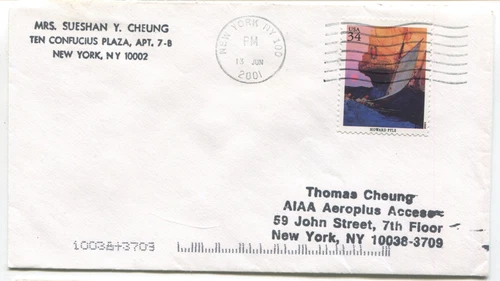 MRS. SUESHAN Y. CHEUNG
TEN CONFUCIUS PLAZA, APT. 7-B
NEW YORK, NY 10002
NEW YORK NY 100
PM
13 JUN
2001
USA
34
HOWARD PYLE
Thomas Cheung
AIAA Aeroplus Access
59 John Street, 7th Floor
New York, NY 10038-3709
10038+3709